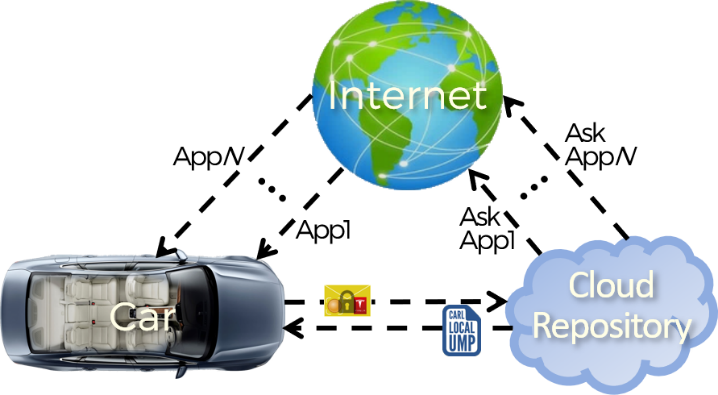 Internet
AppN
App1
Ask
AppN
Ask
App1
Car
CARL
LOCAL
UMP
Cloud
Repository